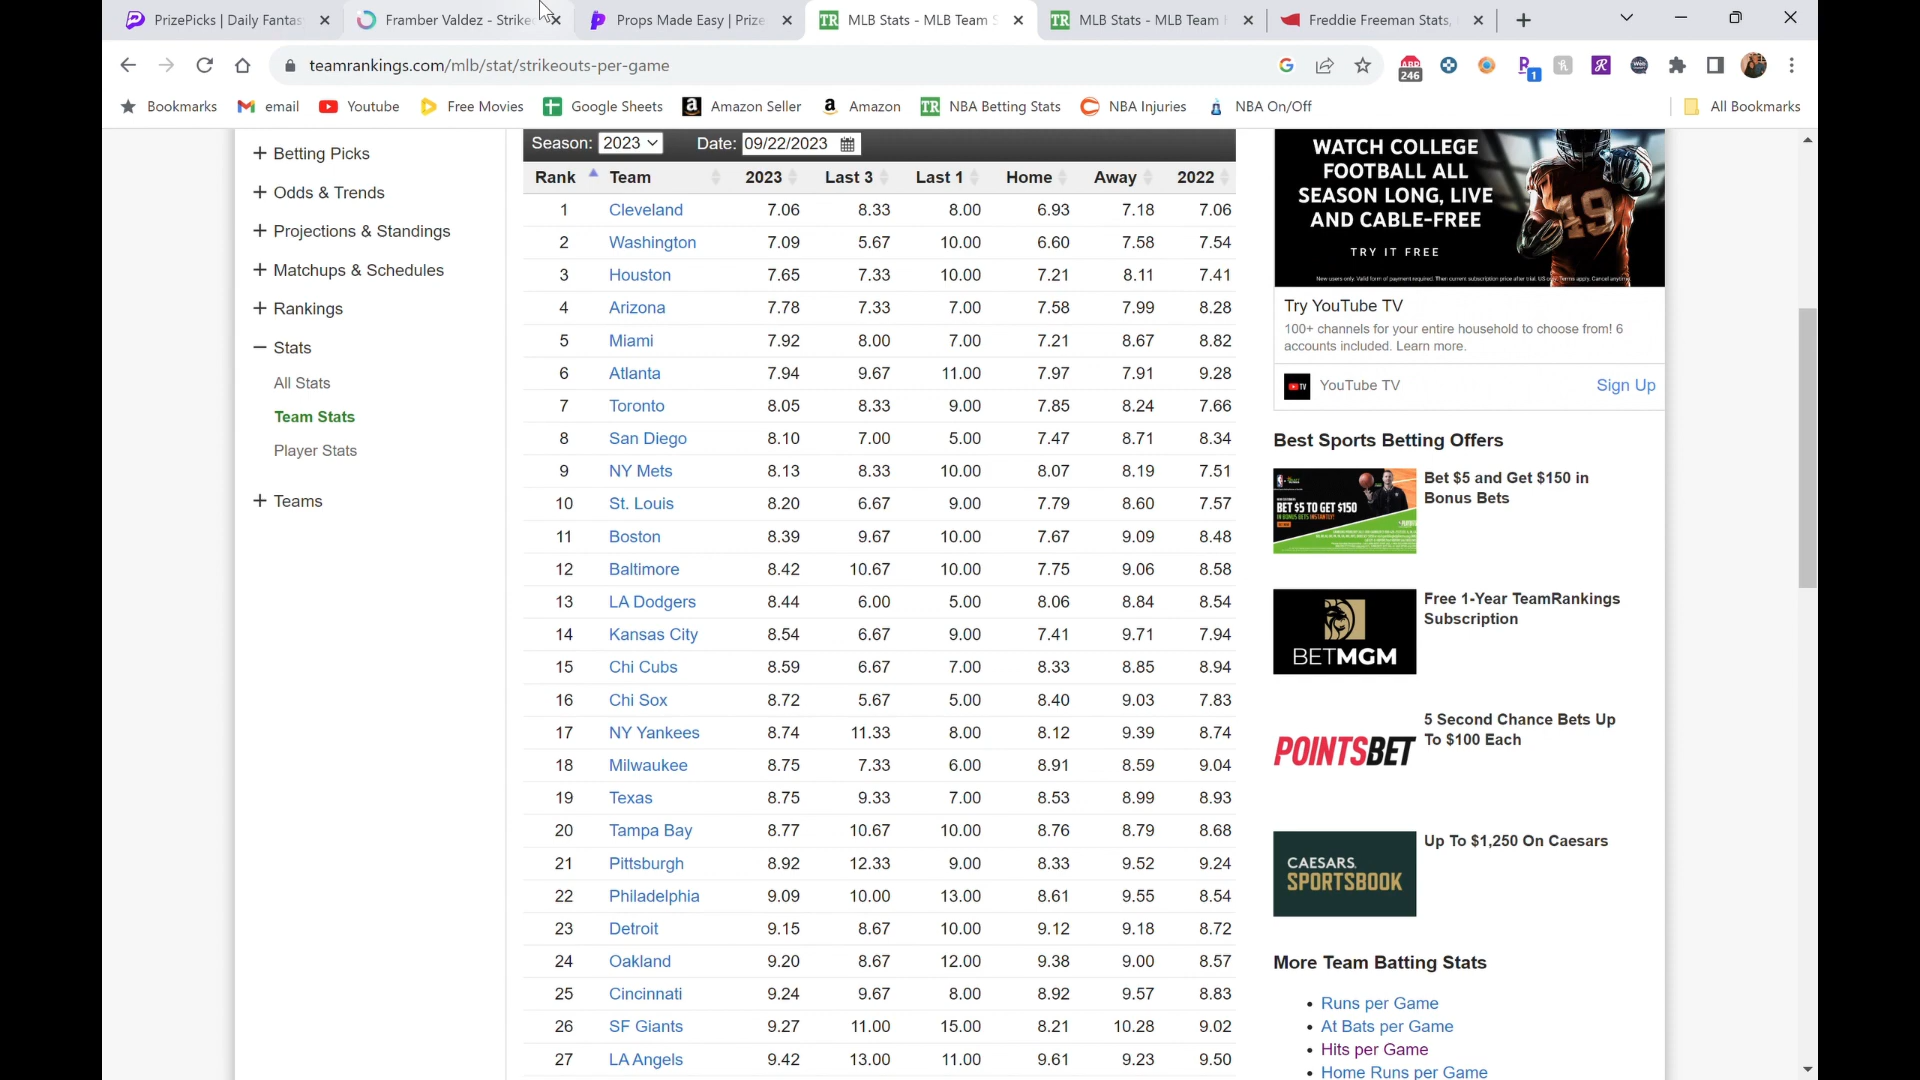 PrizePicks | Daily Fantas
Framber Valdez - Strike
Props Made Easy | Prize
TR MLB Stats - MLB Team S
TR MLB Stats - MLB Team
Freddie Freeman Stats,
teamrankings.com/mlb/stat/strikeouts-per-game
246
1
Bookmarks
email
Youtube
Free Movies
Google Sheets
a Amazon Seller
a Amazon
TR NBA Betting Stats
NBA Injuries
NBA On/Off
All Bookmarks
+ Betting Picks
+ Odds & Trends
+ Projections & Standings
+ Matchups & Schedules
+ Rankings
− Stats
All Stats
Team Stats
Player Stats
+ Teams
Season: 2023 Date: 09/22/2023
Rank Team 2023 Last 3 Last 1 Home Away 2022
1 Cleveland 7.06 8.33 8.00 6.93 7.18 7.06
2 Washington 7.09 5.67 10.00 6.60 7.58 7.54
3 Houston 7.65 7.33 10.00 7.21 8.11 7.41
4 Arizona 7.78 7.33 7.00 7.58 7.99 8.28
5 Miami 7.92 8.00 7.00 7.21 8.67 8.82
6 Atlanta 7.94 9.67 11.00 7.97 7.91 9.28
7 Toronto 8.05 8.33 9.00 7.85 8.24 7.66
8 San Diego 8.10 7.00 5.00 7.47 8.71 8.34
9 NY Mets 8.13 8.33 10.00 8.07 8.19 7.51
10 St. Louis 8.20 6.67 9.00 7.79 8.60 7.57
11 Boston 8.39 9.67 10.00 7.67 9.09 8.48
12 Baltimore 8.42 10.67 10.00 7.75 9.06 8.58
13 LA Dodgers 8.44 6.00 5.00 8.06 8.84 8.54
14 Kansas City 8.54 6.67 9.00 7.41 9.71 7.94
15 Chi Cubs 8.59 6.67 7.00 8.33 8.85 8.94
16 Chi Sox 8.72 5.67 5.00 8.40 9.03 7.83
17 NY Yankees 8.74 11.33 8.00 8.12 9.39 8.74
18 Milwaukee 8.75 7.33 6.00 8.91 8.59 9.04
19 Texas 8.75 9.33 7.00 8.53 8.99 8.93
20 Tampa Bay 8.77 10.67 10.00 8.76 8.79 8.68
21 Pittsburgh 8.92 12.33 9.00 8.33 9.52 9.24
22 Philadelphia 9.09 10.00 13.00 8.61 9.55 8.54
23 Detroit 9.15 8.67 10.00 9.12 9.18 8.72
24 Oakland 9.20 8.67 12.00 9.38 9.00 8.57
25 Cincinnati 9.24 9.67 8.00 8.92 9.57 8.83
26 SF Giants 9.27 11.00 15.00 8.21 10.28 9.02
27 LA Angels 9.42 13.00 11.00 9.61 9.23 9.50
WATCH COLLEGE
FOOTBALL ALL
SEASON LONG, LIVE
AND CABLE-FREE
TRY IT FREE
49
Try YouTube TV
100+ channels for your entire household to choose from! 6
accounts included. Learn more.
YouTube TV
Sign Up
Best Sports Betting Offers
BET $5 TO GET $150
Bet $5 and Get $150 in
Bonus Bets
BETMGM
Free 1-Year TeamRankings
Subscription
POINTSBET
5 Second Chance Bets Up
To $100 Each
CAESARS
SPORTSBOOK
Up To $1,250 On Caesars
More Team Batting Stats
• Runs per Game
• At Bats per Game
• Hits per Game
• Home Runs per Game